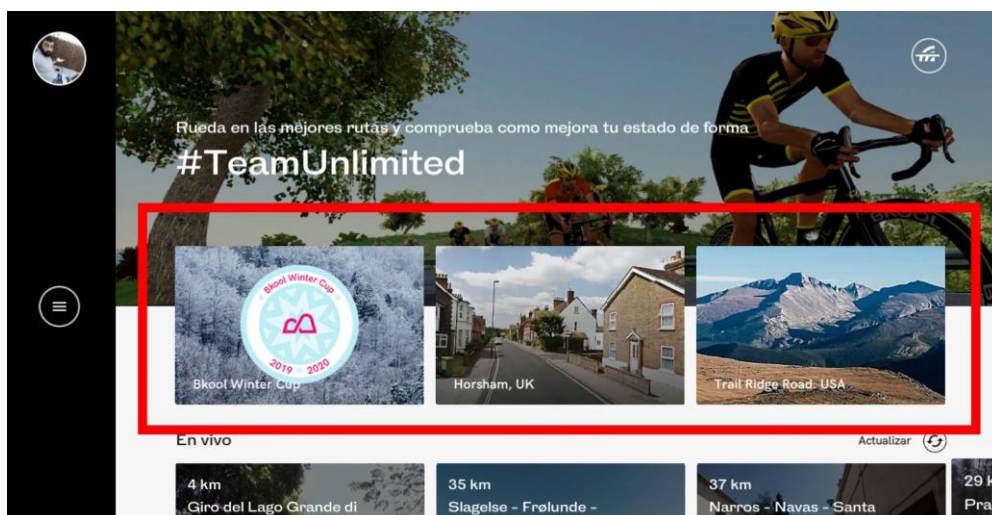 Rueda en las mejores rutas y comprueba como mejora tu estado de forma
#TeamUnlimited
BKOOL
Bkool Winter Cup
2019 2020
Bkool Winter Cup
Horsham, UK
Trail Ridge Road. USA
En vivo
Actualizar
4 km
Giro del Lago Grande di
35 km
Slagelse - Frølunde -
37 km
Narros - Navas - Santa
29 k
Pra